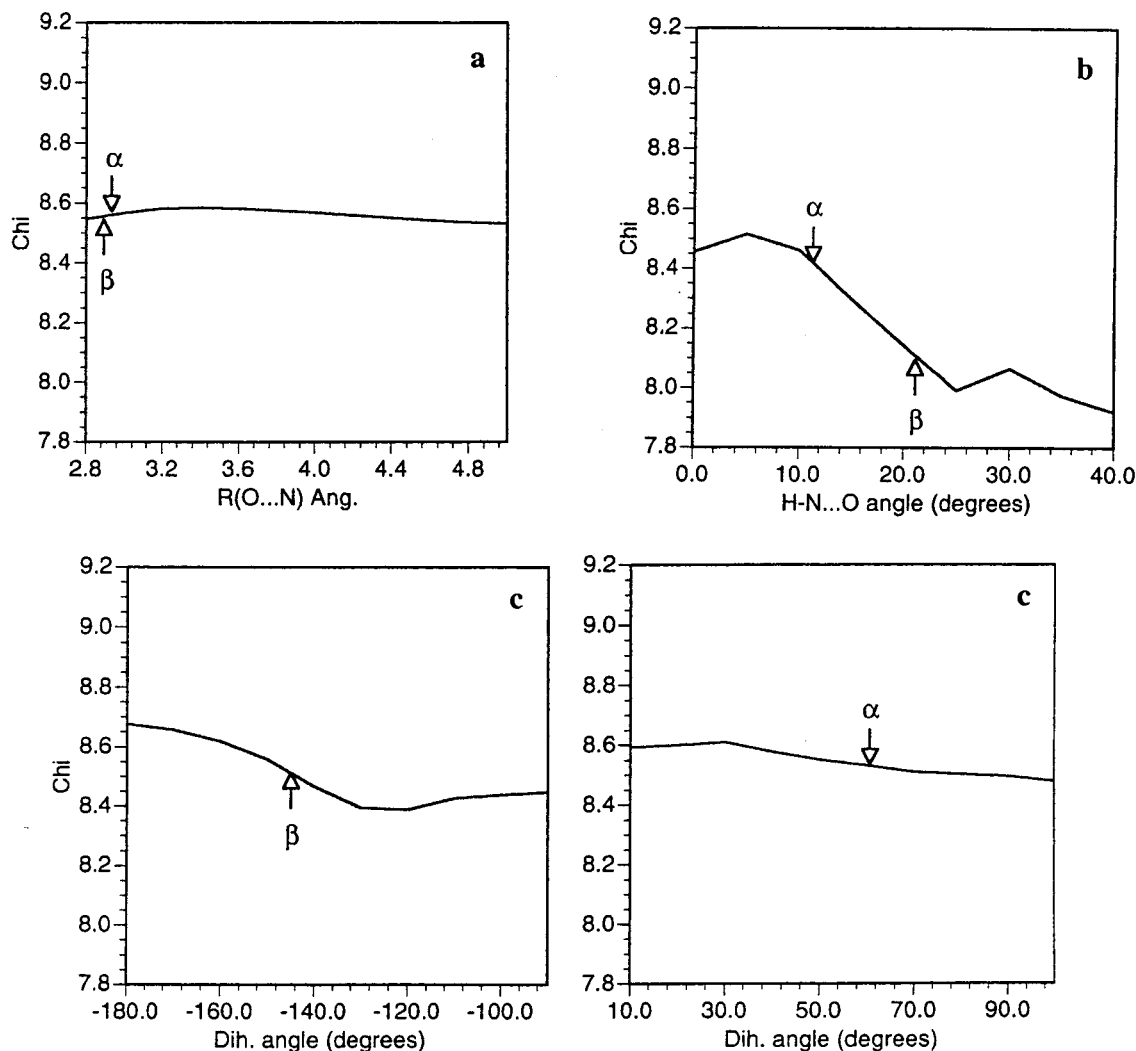 9.2
9.0
8.8
8.6
8.4
8.2
8.0
7.8
Chi
a
α
β
2.8 3.2 3.6 4.0 4.4 4.8
R(O...N) Ang.
9.2
9.0
8.8
8.6
8.4
8.2
8.0
7.8
Chi
b
α
β
0.0 10.0 20.0 30.0 40.0
H-N...O angle (degrees)
9.2
9.0
8.8
8.6
8.4
8.2
8.0
7.8
Chi
c
β
-180.0 -160.0 -140.0 -120.0 -100.0
Dih. angle (degrees)
9.2
9.0
8.8
8.6
8.4
8.2
8.0
7.8
c
α
10.0 30.0 50.0 70.0 90.0
Dih. angle (degrees)